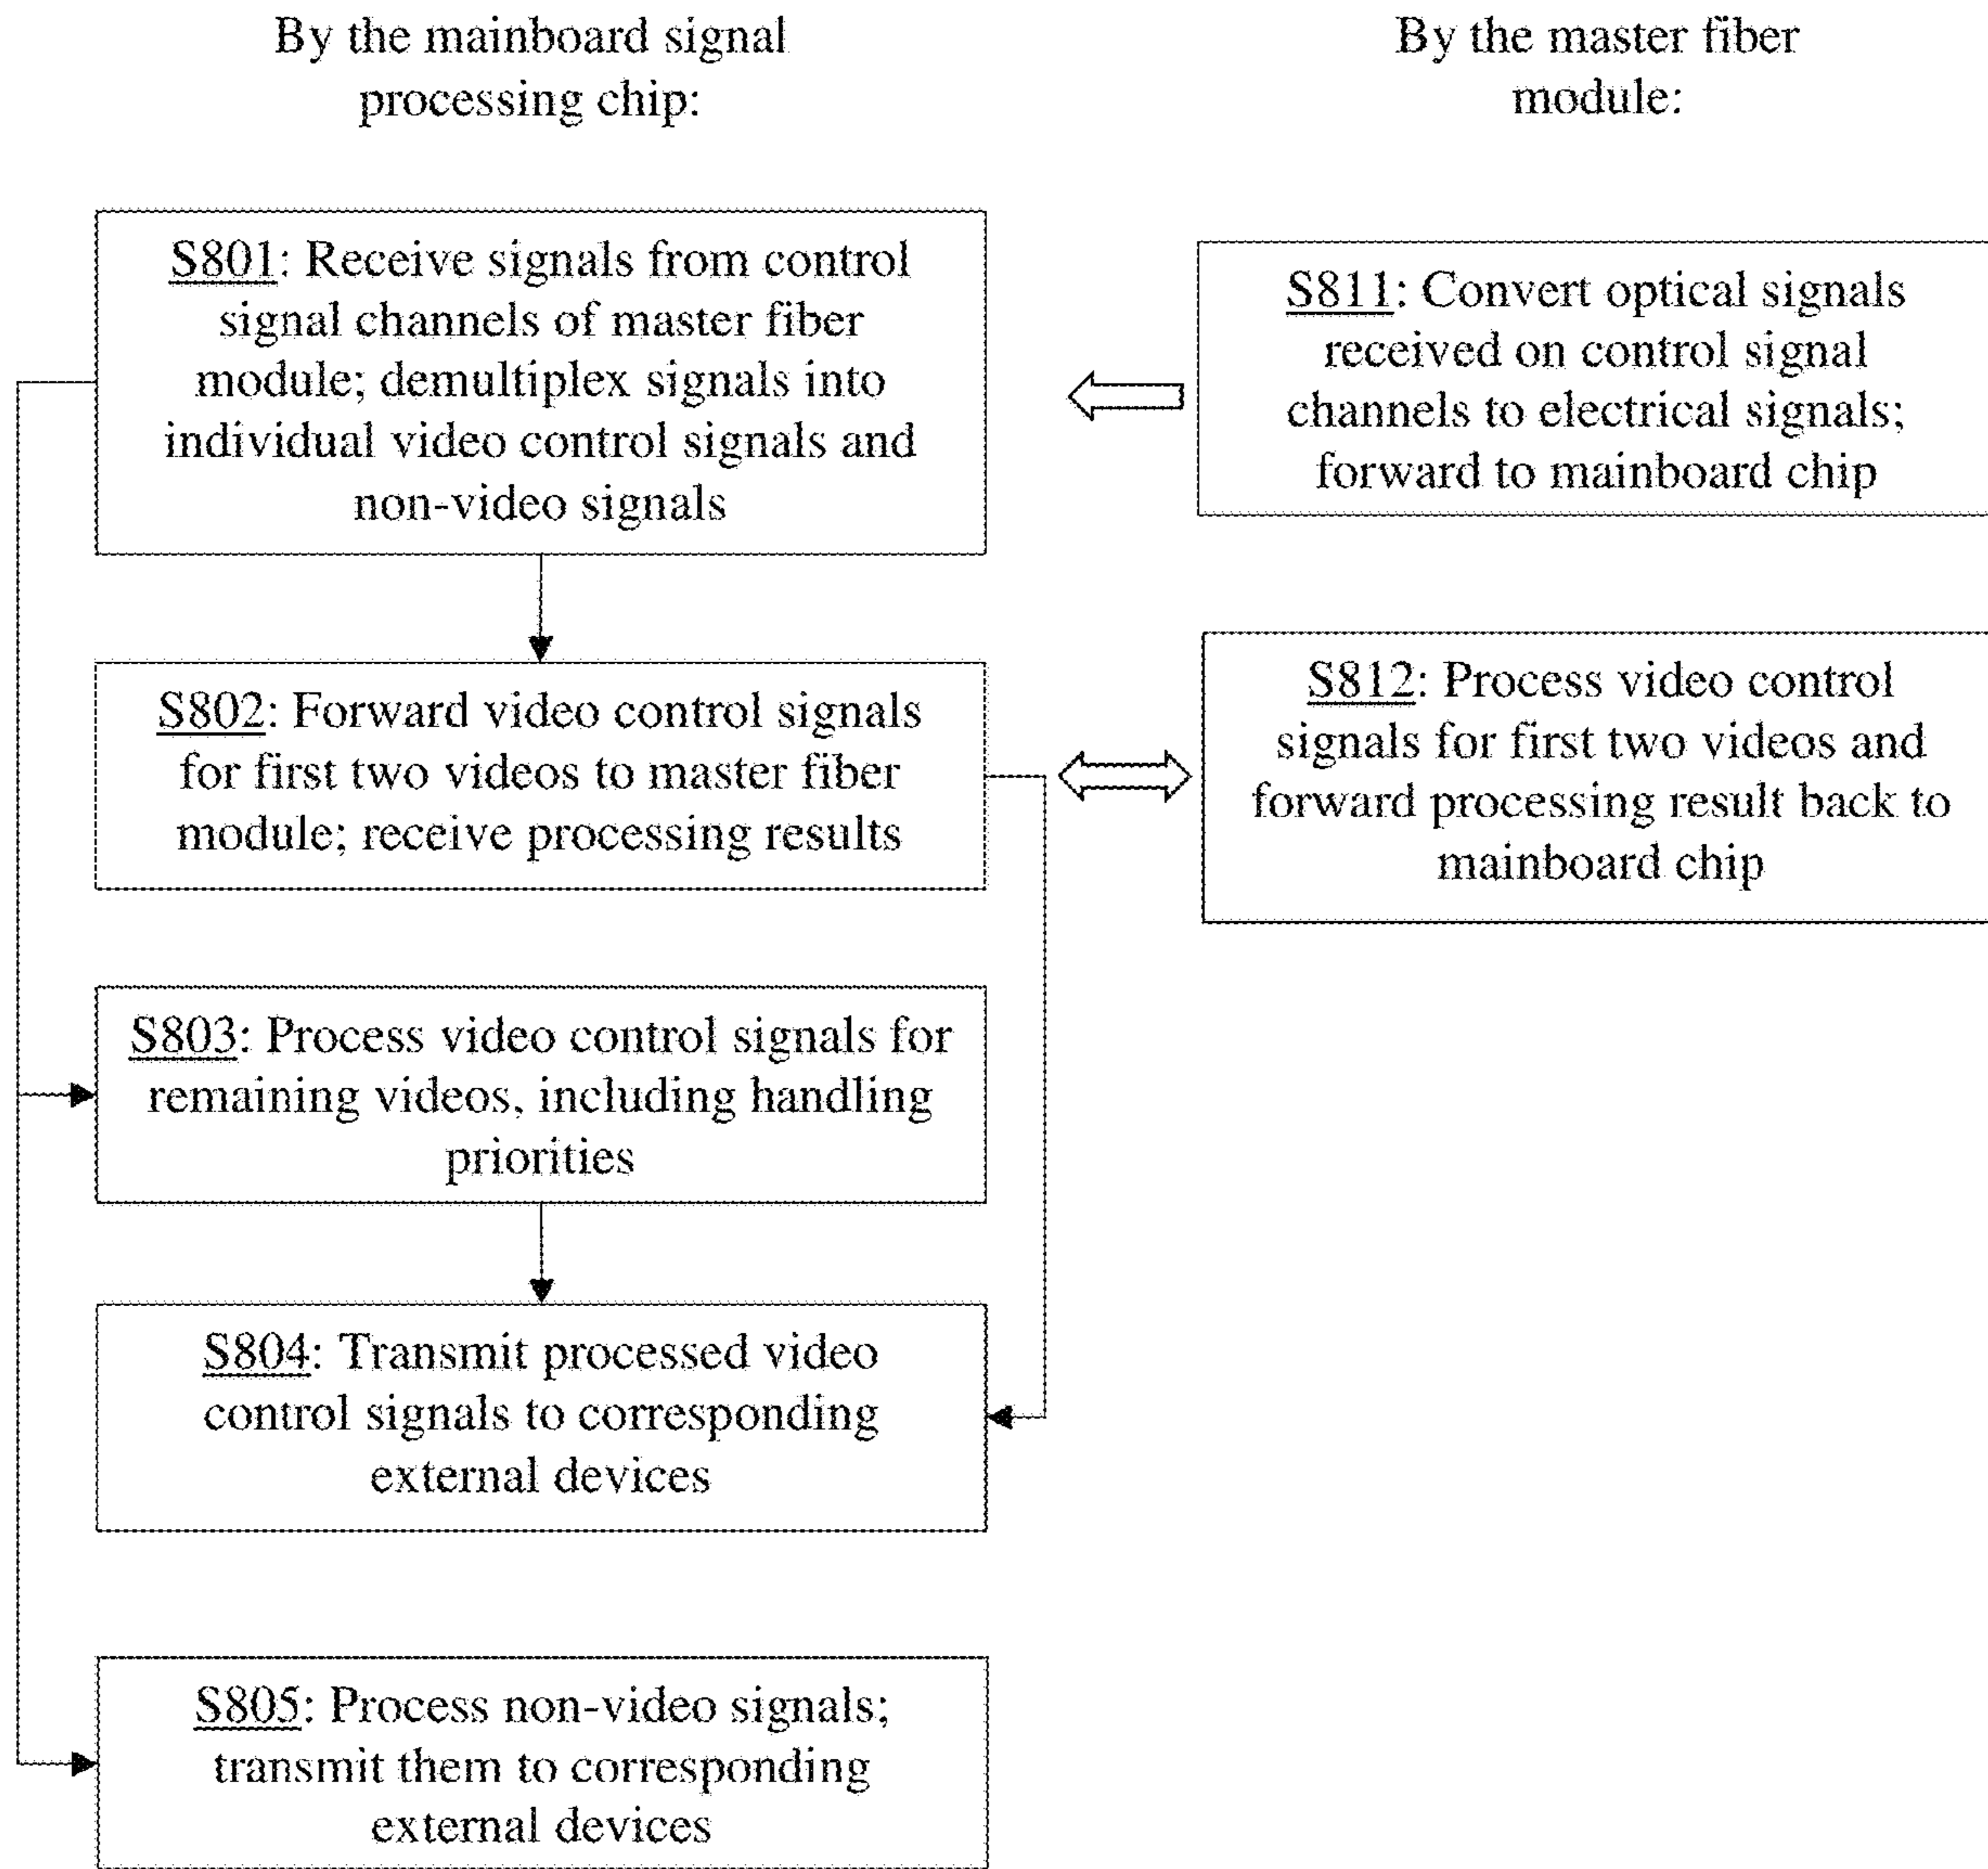 By the mainboard signal
processing chip:
By the master fiber
module:
S801: Receive signals from control
signal channels of master fiber
module; demultiplex signals into
individual video control signals and
non-video signals
S811: Convert optical signals
received on control signal
channels to electrical signals;
forward to mainboard chip
S802: Forward video control signals
for first two videos to master fiber
module; receive processing results
S812: Process video control
signals for first two videos and
forward processing result back to
mainboard chip
S803: Process video control signals for
remaining videos, including handling
priorities
S804: Transmit processed video
control signals to corresponding
external devices
S805: Process non-video signals;
transmit them to corresponding
external devices